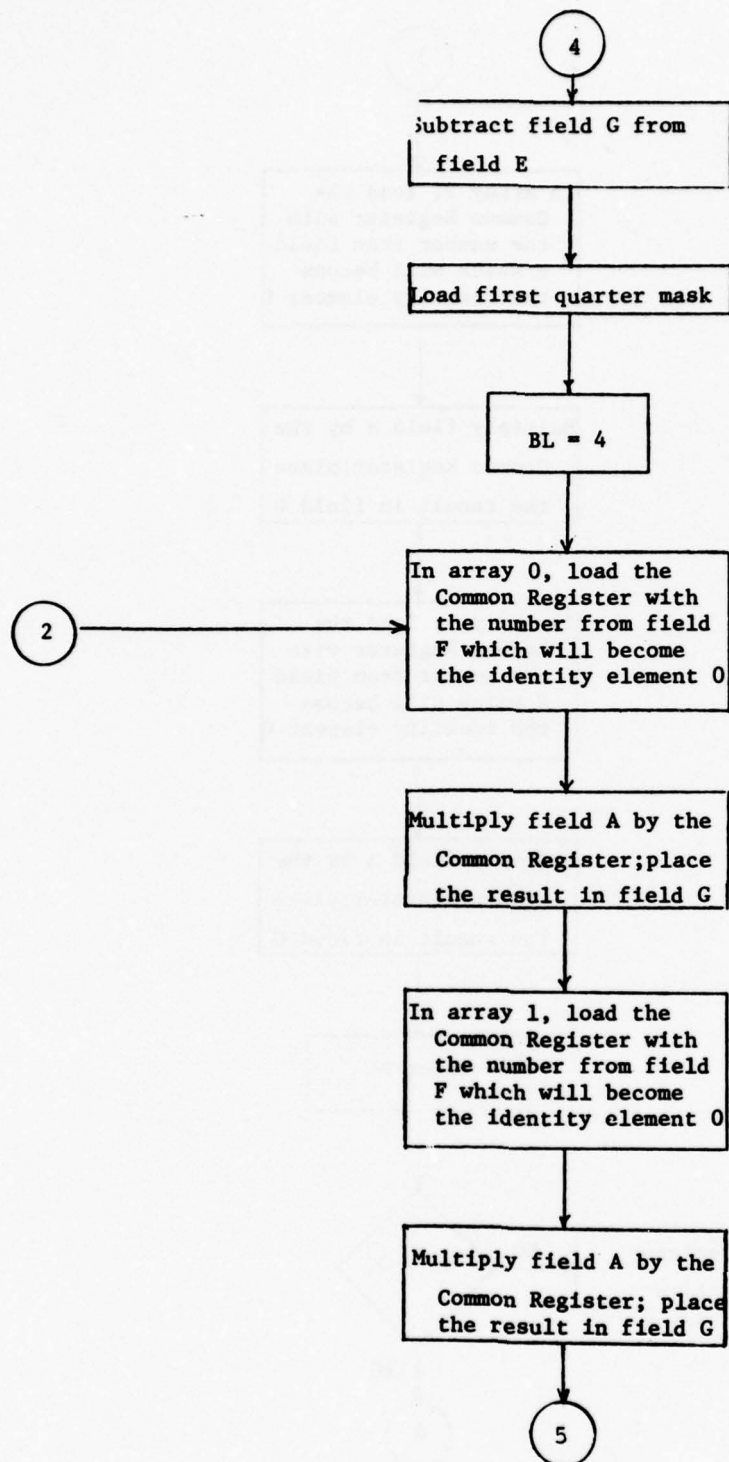 4
Subtract field G from
field E
Load first quarter mask
BL = 4
In array 0, load the
Common Register with
the number from field
F which will become
the identity element 0
2
Multiply field A by the
Common Register;place
the result in field G
In array 1, load the
Common Register with
the number from field
F which will become
the identity element 0
Multiply field A by the
Common Register; place
the result in field G
5